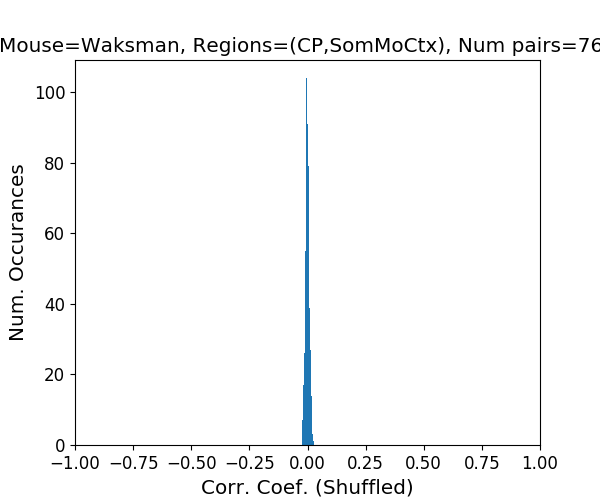 Mouse=Waksman, Regions=(CP,SomMoCtx), Num pairs=76
100
80
60
40
20
0
Num. Occurances
−1.00 −0.75 −0.50 −0.25 0.00 0.25 0.50 0.75 1.00
Corr. Coef. (Shuffled)